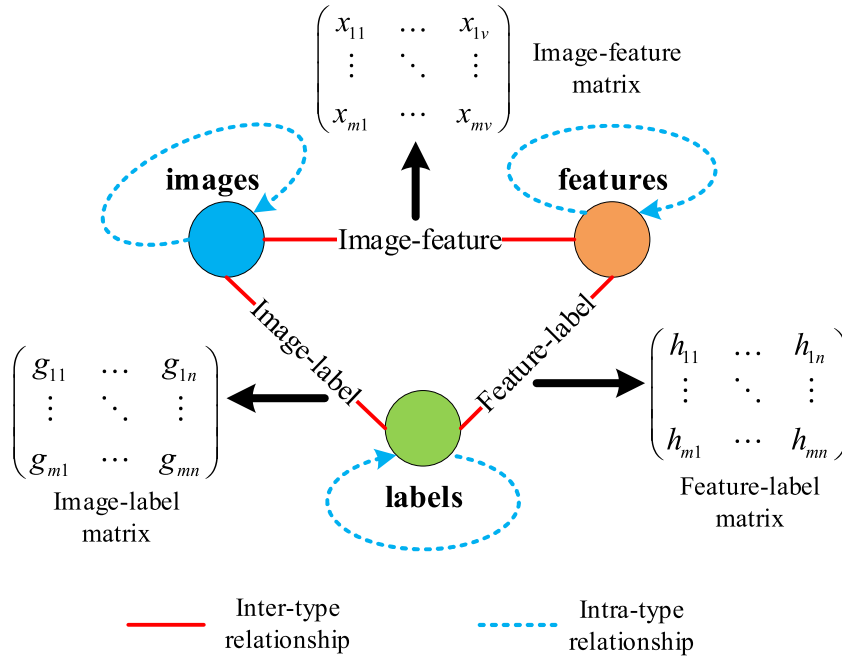 x11 … x1v
⋮ ⋱ ⋮
xm1 … xmv
Image-feature
matrix
images
features
Image-feature
Image-label
Feature-label
g11 … g1n
⋮ ⋱ ⋮
gm1 … gmn
Image-label
matrix
h11 … h1n
⋮ ⋱ ⋮
hm1 … hmn
Feature-label
matrix
labels
Inter-type
relationship
Intra-type
relationship